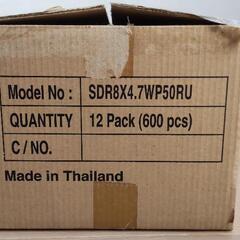 Model No : SDR8X4.7WP50RU
QUANTITY 12 Pack (600 pcs)
C / NO.
Made in Thailand